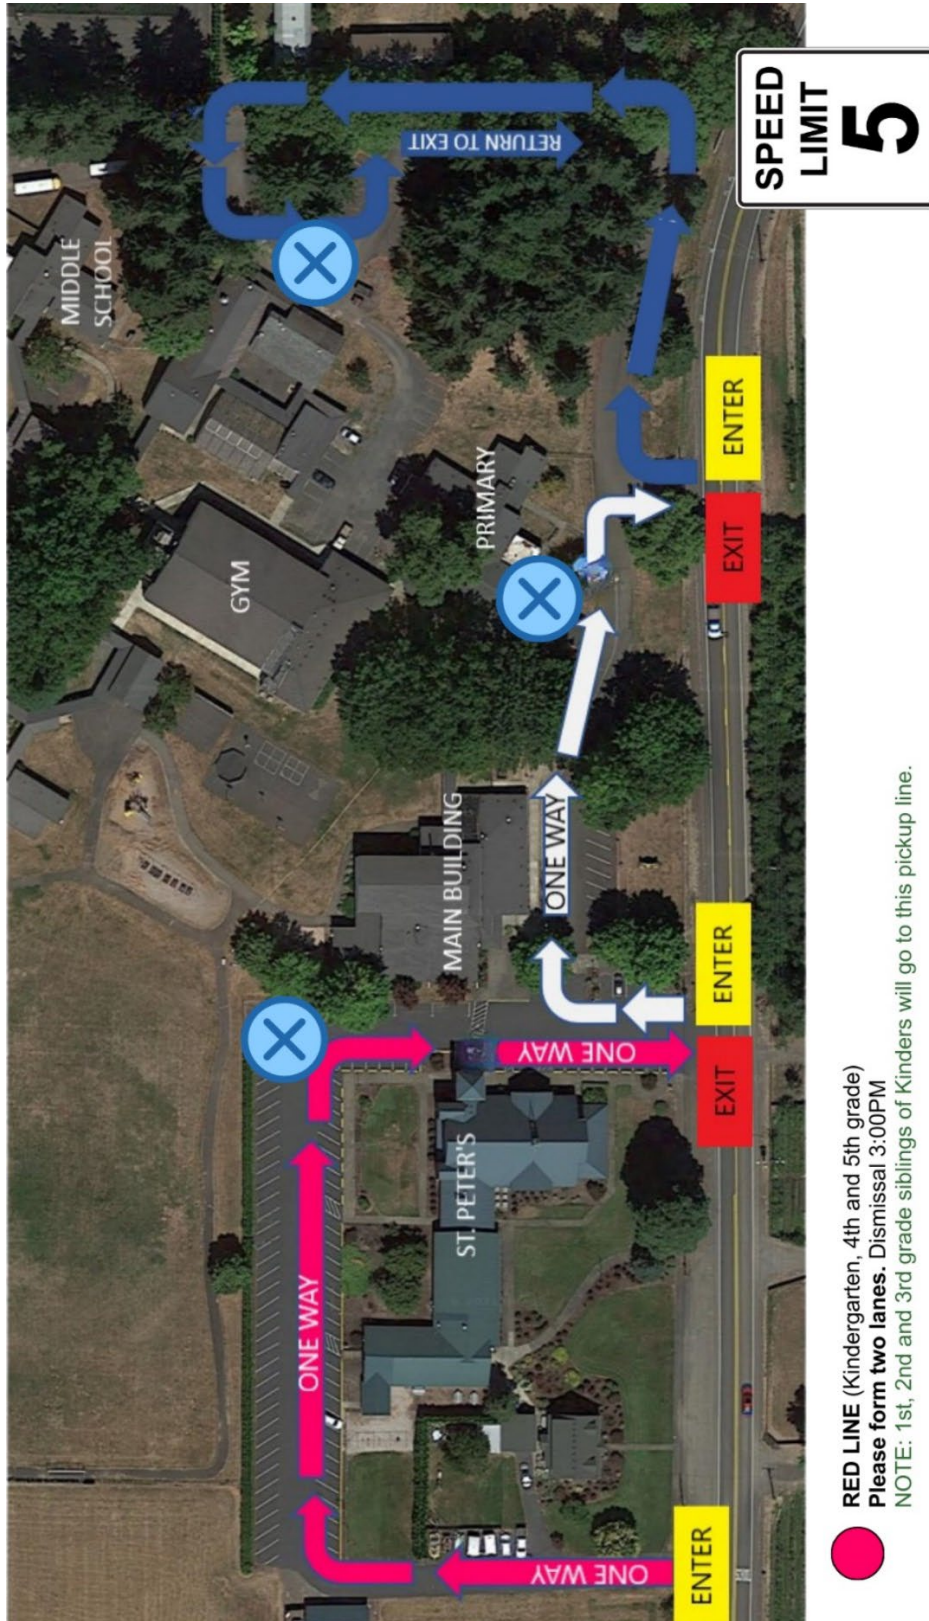 MIDDLE
SCHOOL
RETURN TO EXIT
GYM
PRIMARY
MAIN BUILDING
ONE WAY
ONE WAY
ST. PETER'S
ONE WAY
ONE WAY
ENTER
EXIT
ENTER
EXIT
ENTER
SPEED
LIMIT
5
RED LINE (Kindergarten, 4th and 5th grade)
Please form two lanes. Dismissal 3:00PM
NOTE: 1st, 2nd and 3rd grade siblings of Kinders will go to this pickup line.